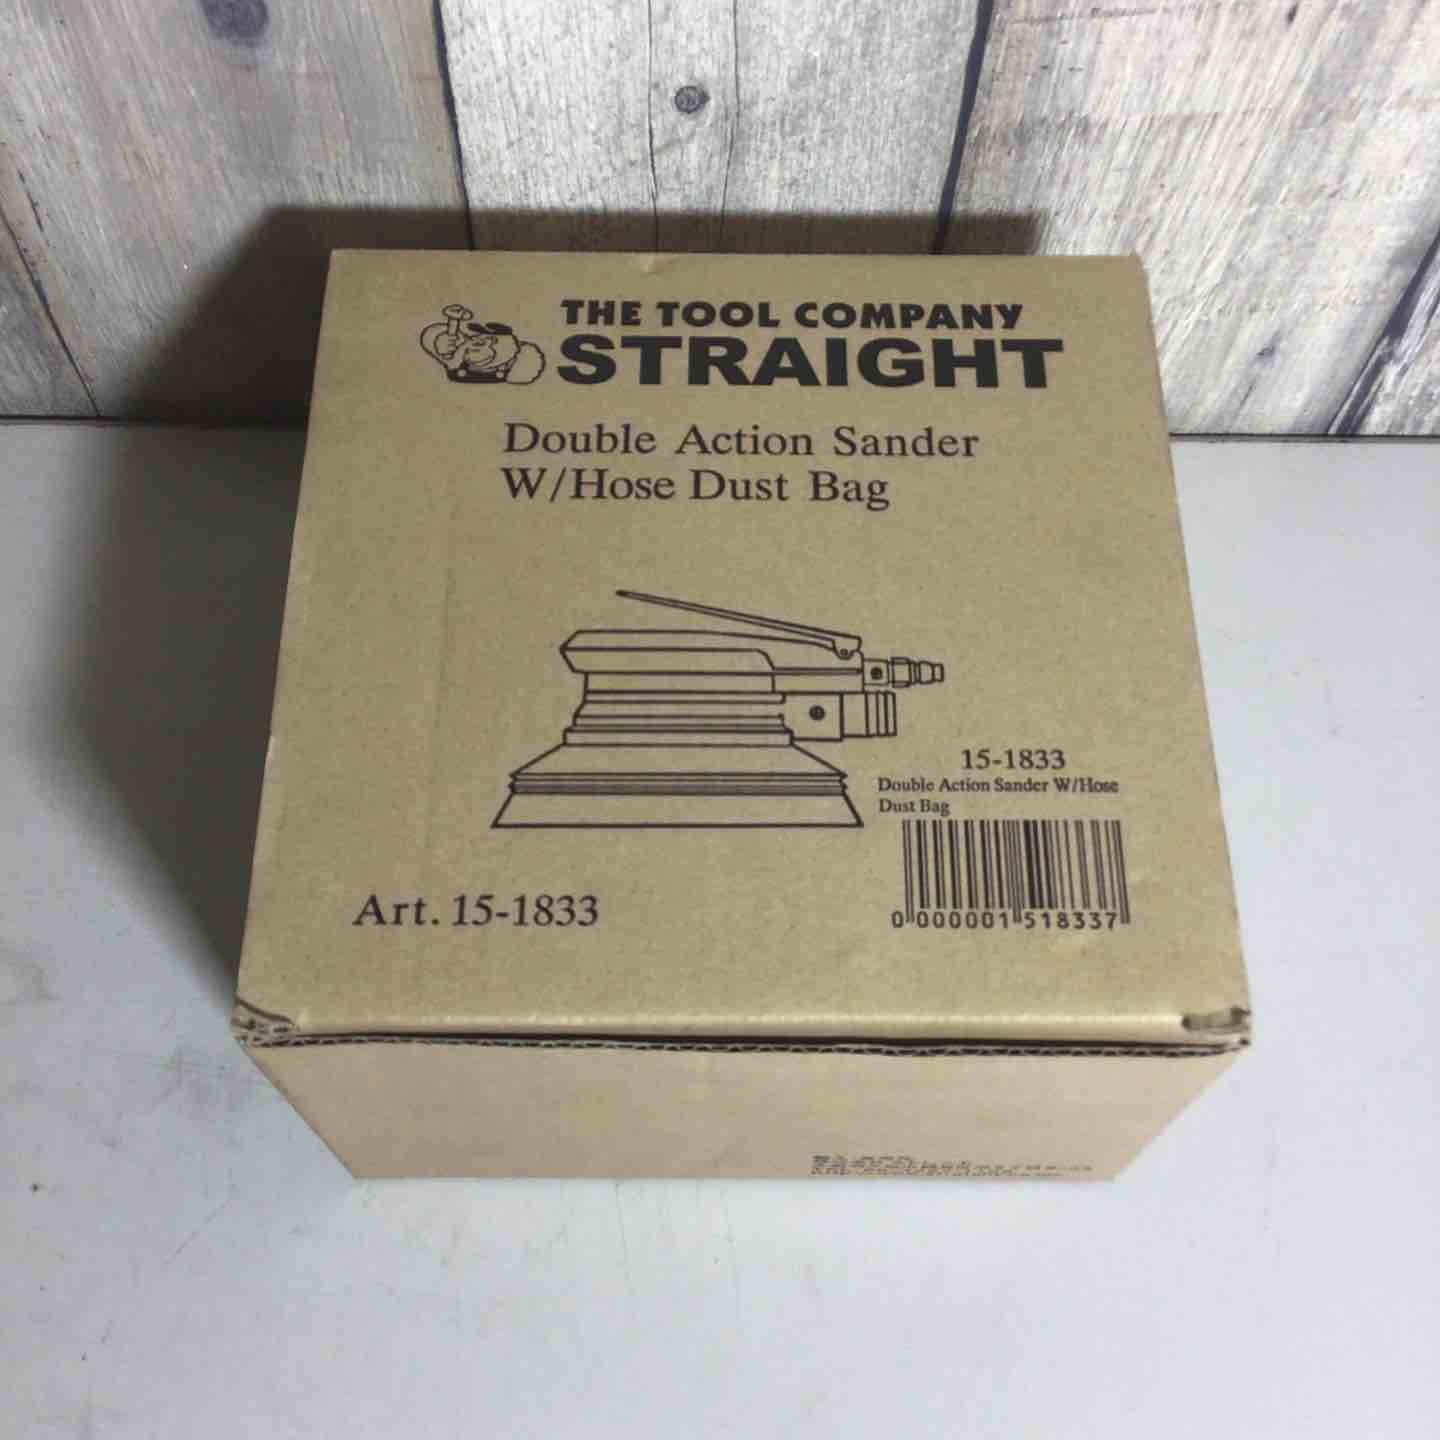 THE TOOL COMPANY
STRAIGHT
Double Action Sander
W/Hose Dust Bag
15-1833
Double Action Sander W/Hose
Dust Bag
0 000001 518337
Art. 15-1833